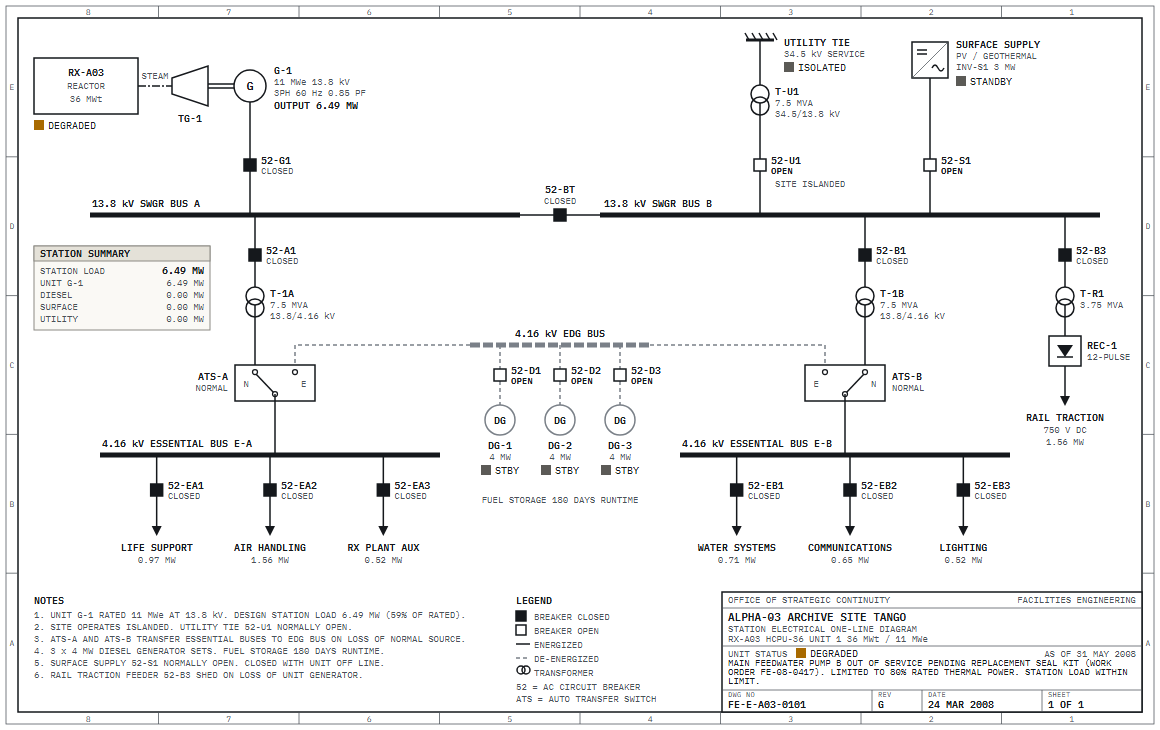 8 7 6 5 4 3 2 1
E
D
C
B
A
RX-A03
REACTOR
36 MWt
DEGRADED
STEAM
TG-1
G
G-1
11 MWe 13.8 kV
3PH 60 Hz 0.85 PF
OUTPUT 6.49 MW
UTILITY TIE
34.5 kV SERVICE
ISOLATED
T-U1
7.5 MVA
34.5/13.8 kV
SURFACE SUPPLY
PV / GEOTHERMAL
INV-S1 3 MW
STANDBY
52-G1
CLOSED
52-U1
OPEN
SITE ISLANDED
52-S1
OPEN
13.8 kV SWGR BUS A
52-BT
CLOSED
13.8 kV SWGR BUS B
STATION SUMMARY
STATION LOAD 6.49 MW
UNIT G-1 6.49 MW
DIESEL 0.00 MW
SURFACE 0.00 MW
UTILITY 0.00 MW
52-A1
CLOSED
T-1A
7.5 MVA
13.8/4.16 kV
52-B1
CLOSED
T-1B
7.5 MVA
13.8/4.16 kV
52-B3
CLOSED
T-R1
3.75 MVA
REC-1
12-PULSE
RAIL TRACTION
750 V DC
1.56 MW
4.16 kV EDG BUS
ATS-A
NORMAL
N E
52-D1
OPEN
52-D2
OPEN
52-D3
OPEN
E N
ATS-B
NORMAL
DG
DG-1
4 MW
STBY
DG
DG-2
4 MW
STBY
DG
DG-3
4 MW
STBY
FUEL STORAGE 180 DAYS RUNTIME
4.16 kV ESSENTIAL BUS E-A
52-EA1
CLOSED
52-EA2
CLOSED
52-EA3
CLOSED
LIFE SUPPORT
0.97 MW
AIR HANDLING
1.56 MW
RX PLANT AUX
0.52 MW
4.16 kV ESSENTIAL BUS E-B
52-EB1
CLOSED
52-EB2
CLOSED
52-EB3
CLOSED
WATER SYSTEMS
0.71 MW
COMMUNICATIONS
0.65 MW
LIGHTING
0.52 MW
NOTES
1. UNIT G-1 RATED 11 MWe AT 13.8 kV. DESIGN STATION LOAD 6.49 MW (59% OF RATED).
2. SITE OPERATES ISLANDED. UTILITY TIE 52-U1 NORMALLY OPEN.
3. ATS-A AND ATS-B TRANSFER ESSENTIAL BUSES TO EDG BUS ON LOSS OF NORMAL SOURCE.
4. 3 x 4 MW DIESEL GENERATOR SETS. FUEL STORAGE 180 DAYS RUNTIME.
5. SURFACE SUPPLY 52-S1 NORMALLY OPEN. CLOSED WITH UNIT OFF LINE.
6. RAIL TRACTION FEEDER 52-B3 SHED ON LOSS OF UNIT GENERATOR.
LEGEND
BREAKER CLOSED
BREAKER OPEN
ENERGIZED
DE-ENERGIZED
TRANSFORMER
52 = AC CIRCUIT BREAKER
ATS = AUTO TRANSFER SWITCH
OFFICE OF STRATEGIC CONTINUITY FACILITIES ENGINEERING
ALPHA-03 ARCHIVE SITE TANGO
STATION ELECTRICAL ONE-LINE DIAGRAM
RX-A03 HCPU-36 UNIT 1 36 MWt / 11 MWe
UNIT STATUS DEGRADED AS OF 31 MAY 2008
MAIN FEEDWATER PUMP B OUT OF SERVICE PENDING REPLACEMENT SEAL KIT (WORK
ORDER FE-08-0417). LIMITED TO 80% RATED THERMAL POWER. STATION LOAD WITHIN
LIMIT.
DWG NO REV DATE SHEET
FE-E-A03-0101 G 24 MAR 2008 1 OF 1
E
D
C
B
A
8 7 6 5 4 3 2 1